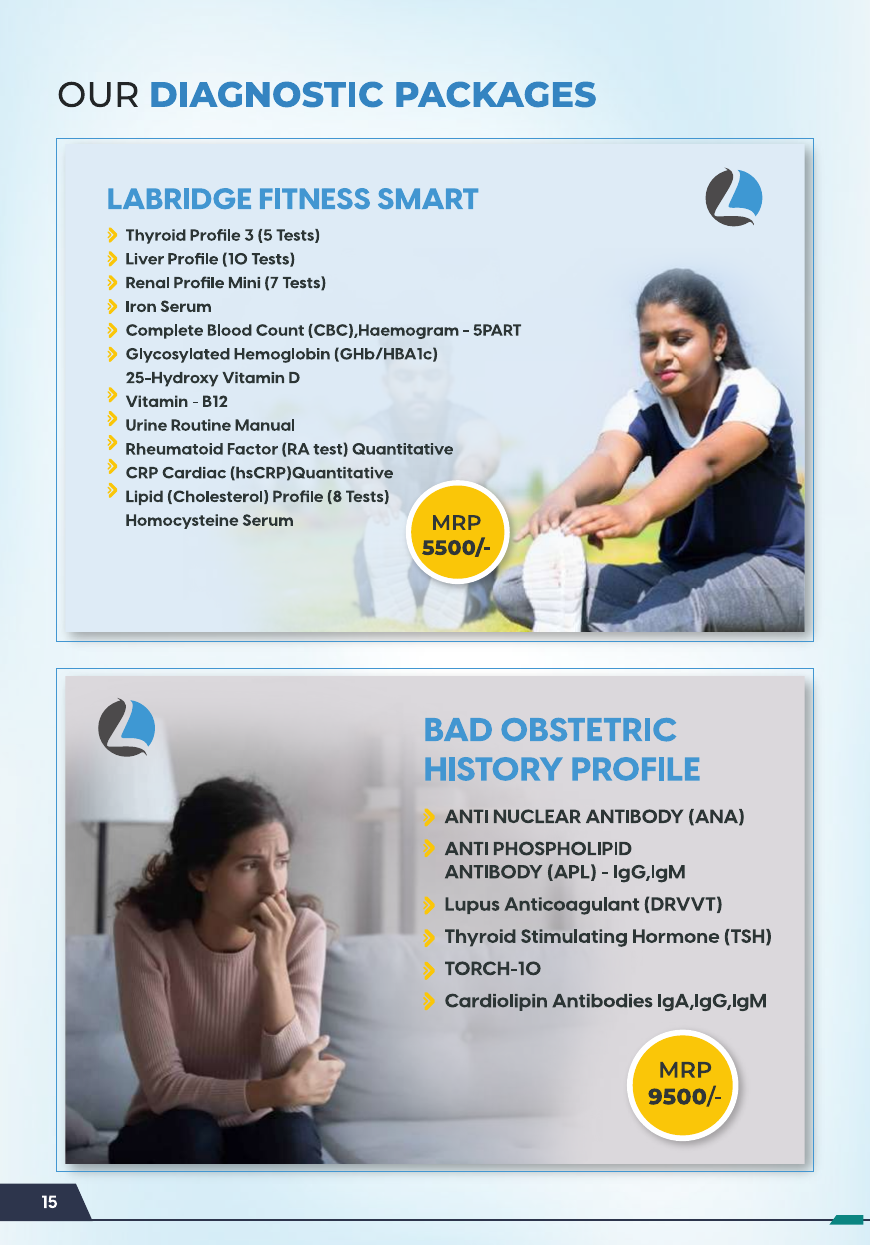 OUR DIAGNOSTIC PACKAGES
LABRIDGE FITNESS SMART
Thyroid Profile 3 (5 Tests)
Liver Profile (10 Tests)
Renal Profile Mini (7 Tests)
Iron Serum
Complete Blood Count (CBC),Haemogram - 5PART
Glycosylated Hemoglobin (GHb/HBA1c)
25-Hydroxy Vitamin D
Vitamin - B12
Urine Routine Manual
Rheumatoid Factor (RA test) Quantitative
CRP Cardiac (hsCRP)Quantitative
Lipid (Cholesterol) Profile (8 Tests)
Homocysteine Serum
MRP
5500/-
BAD OBSTETRIC
HISTORY PROFILE
ANTI NUCLEAR ANTIBODY (ANA)
ANTI PHOSPHOLIPID
ANTIBODY (APL) - IgG,IgM
Lupus Anticoagulant (DRVVT)
Thyroid Stimulating Hormone (TSH)
TORCH-10
Cardiolipin Antibodies IgA,IgG,IgM
MRP
9500/-
15